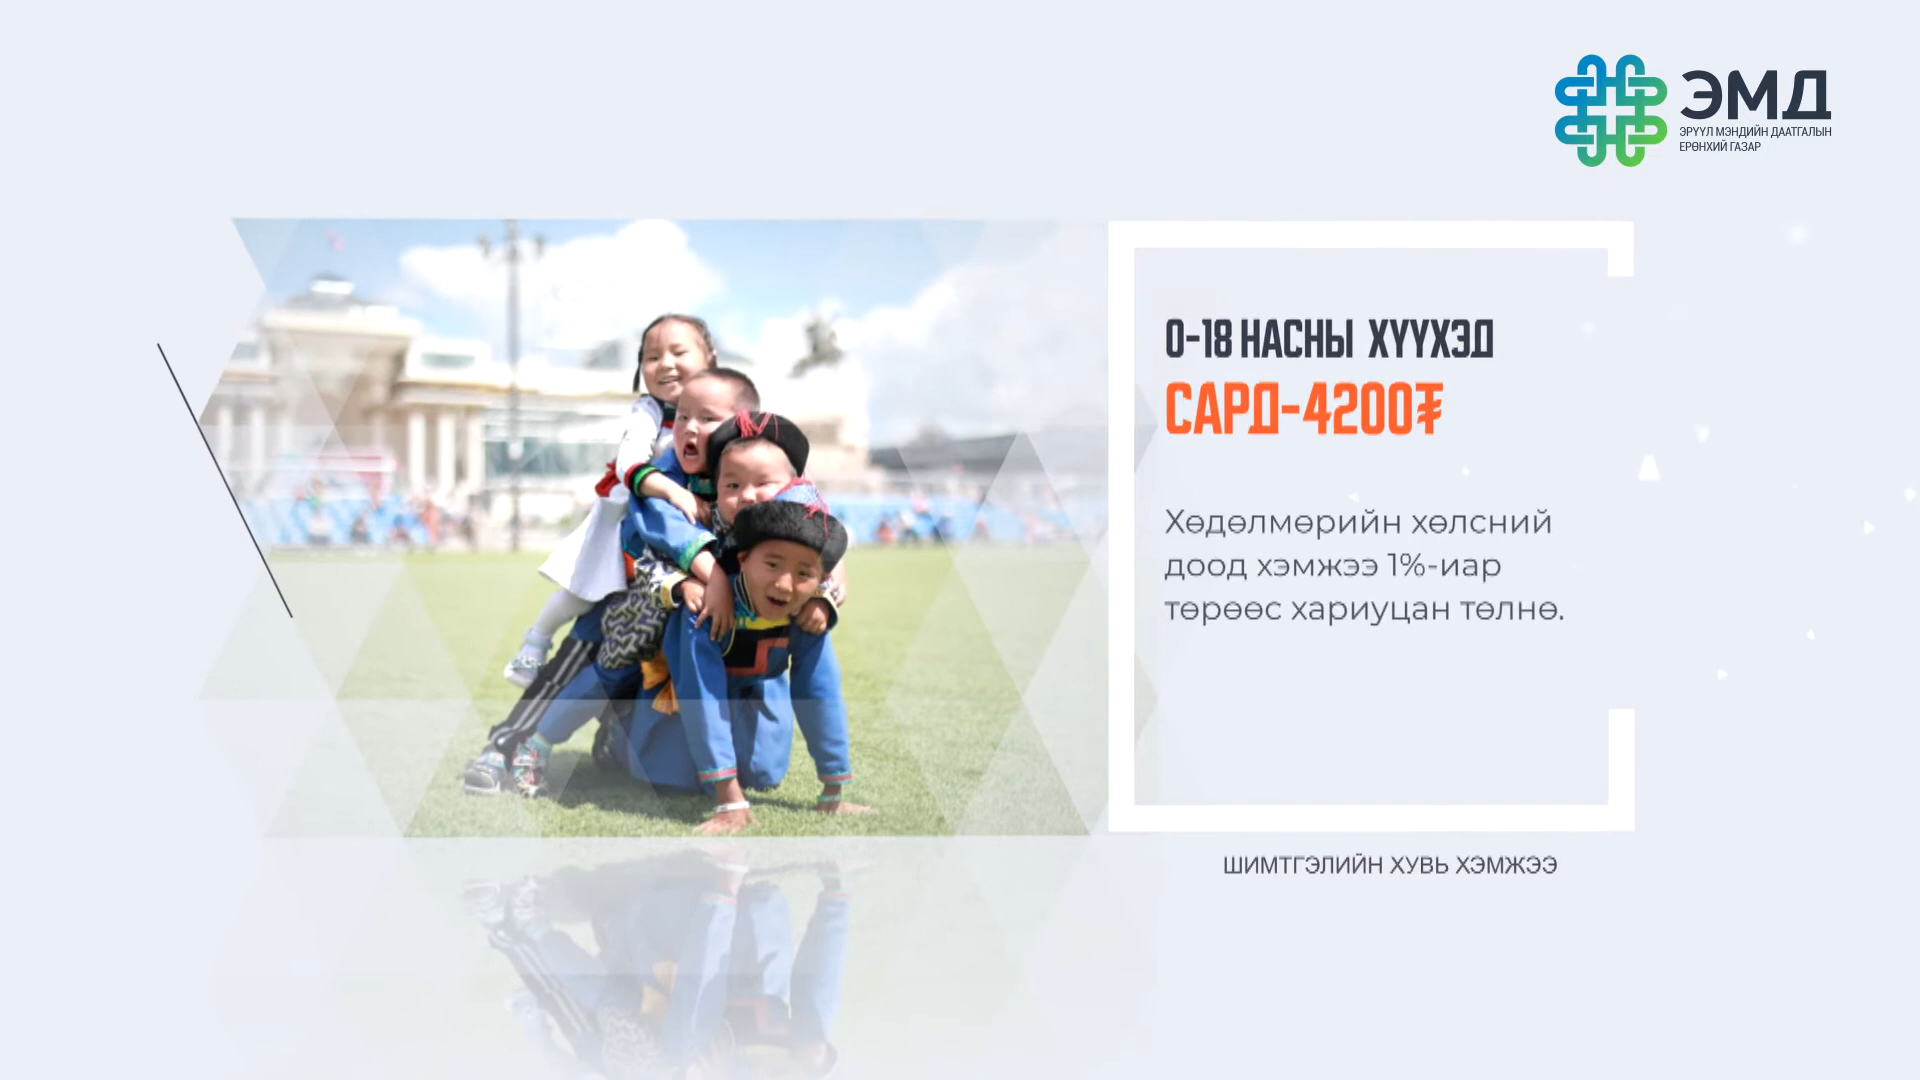 ЭМД
ЭРҮҮЛ МЭНДИЙН ДААТГАЛЫН
ЕРӨНХИЙ ГАЗАР
0-18 НАСНЫ ХҮҮХЭД
САРД-4200₮
Хөдөлмөрийн хөлсний
доод хэмжээ 1%-иар
төрөөс хариуцан төлнө.
ШИМТГЭЛИЙН ХУВЬ ХЭМЖЭЭ